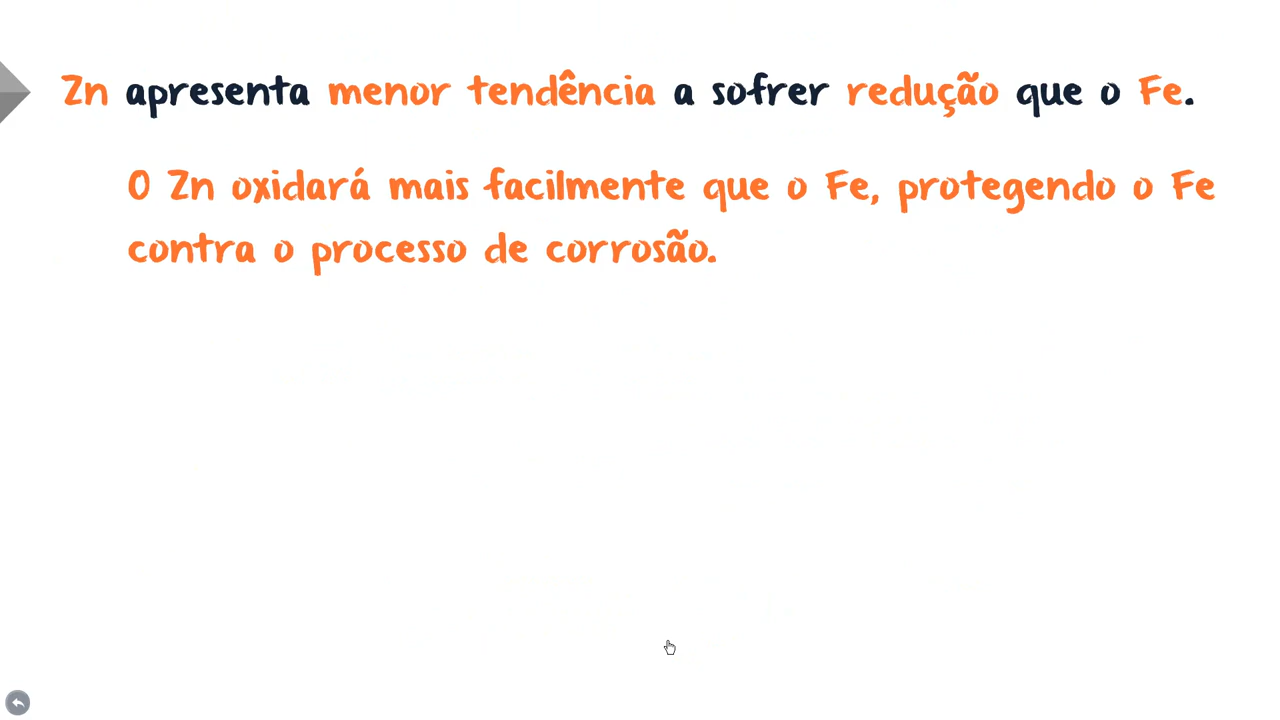 Zn apresenta menor tendência a sofrer redução que o Fe.
O Zn oxidará mais facilmente que o Fe, protegendo o Fe
contra o processo de corrosão.